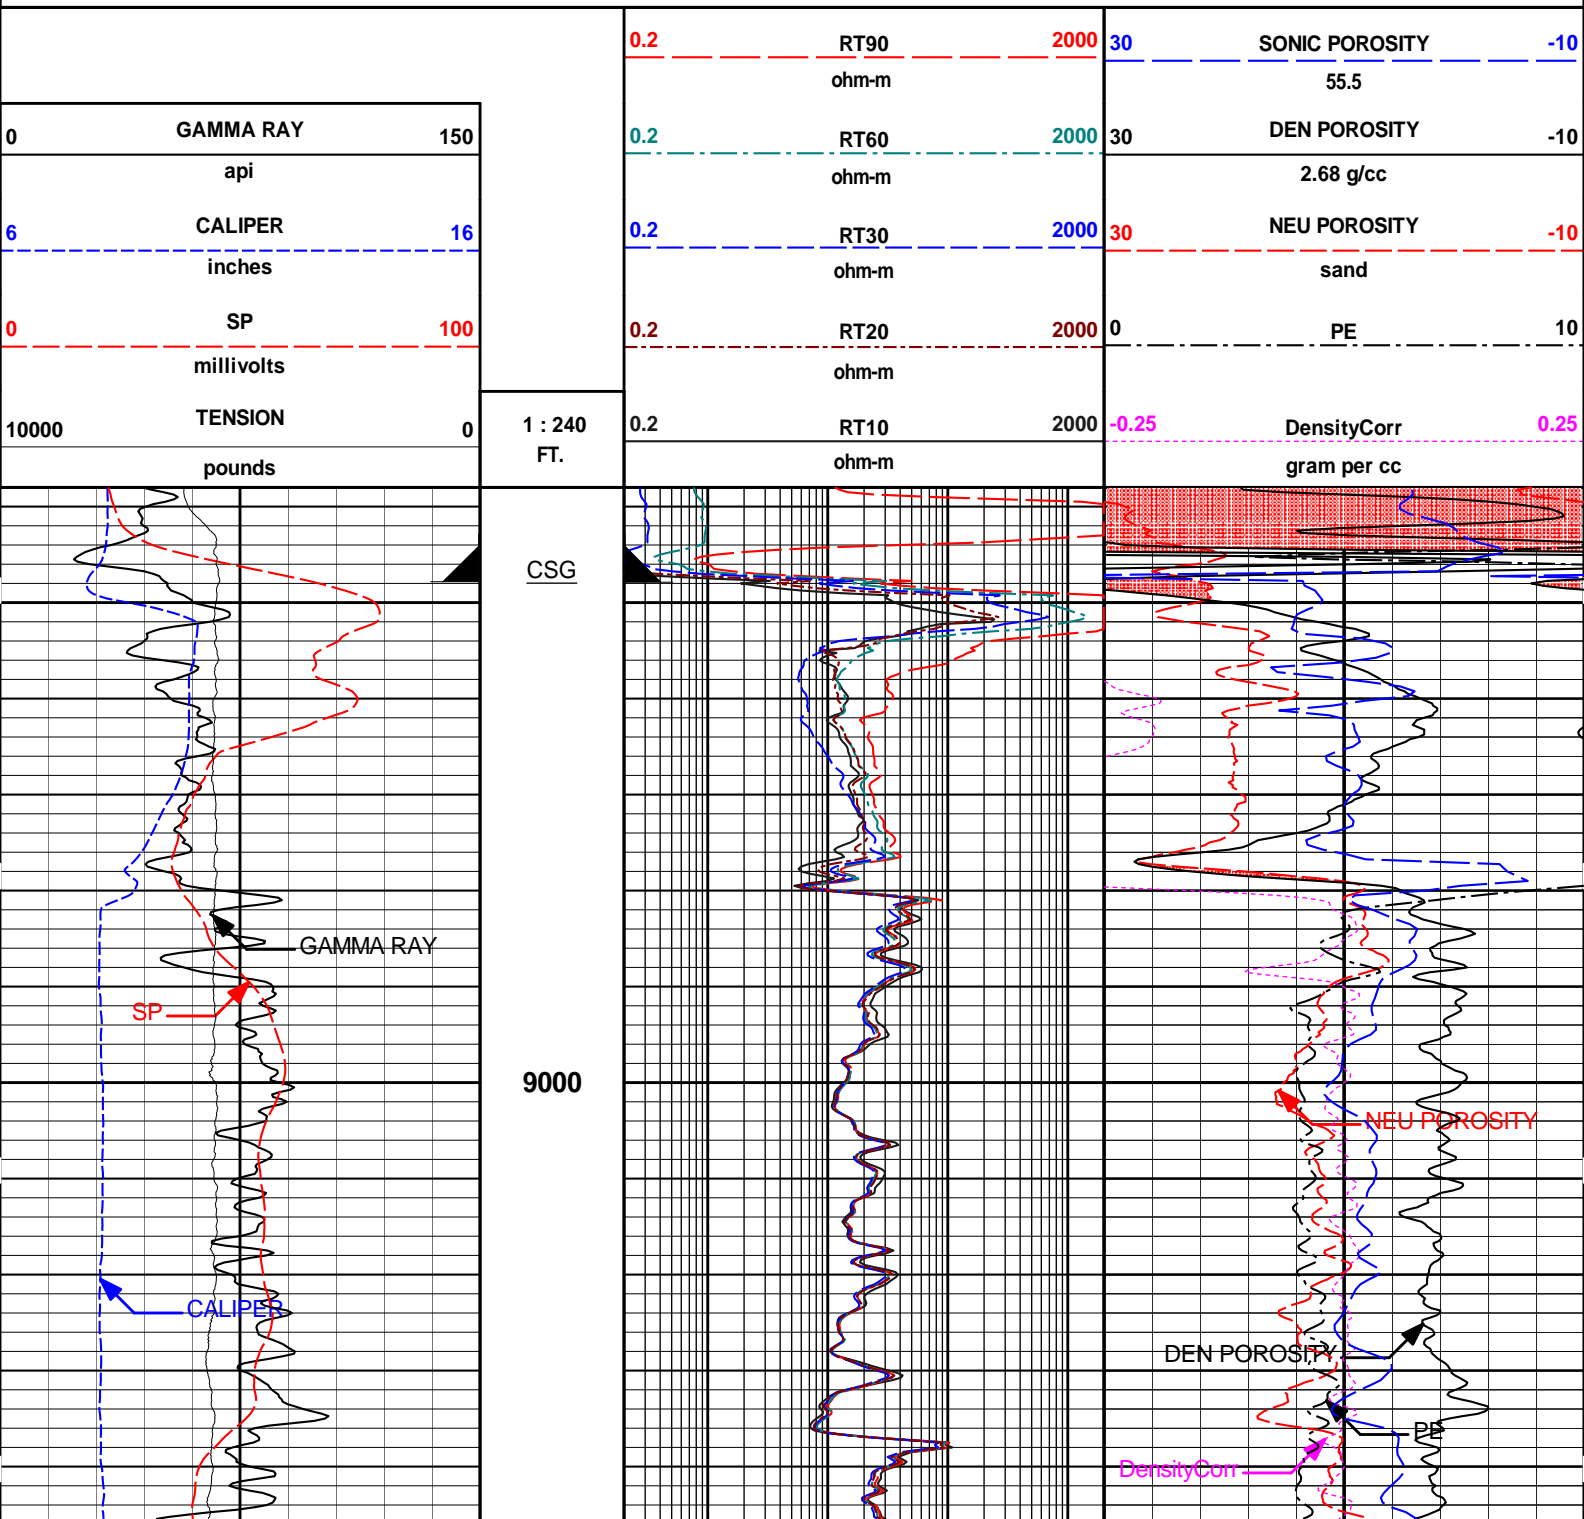 0 GAMMA RAY 150
api
6 CALIPER 16
inches
0 SP 100
millivolts
10000 TENSION 0
pounds
1 : 240
FT.
0.2 RT90 2000
ohm-m
0.2 RT60 2000
ohm-m
0.2 RT30 2000
ohm-m
0.2 RT20 2000
ohm-m
0.2 RT10 2000
ohm-m
30 SONIC POROSITY -10
55.5
30 DEN POROSITY -10
2.68 g/cc
30 NEU POROSITY -10
sand
0 PE 10
-0.25 DensityCorr 0.25
gram per cc
CSG
GAMMA RAY
SP
9000
NEU POROSITY
CALIPER
DEN POROSITY
PE
DensityCorr